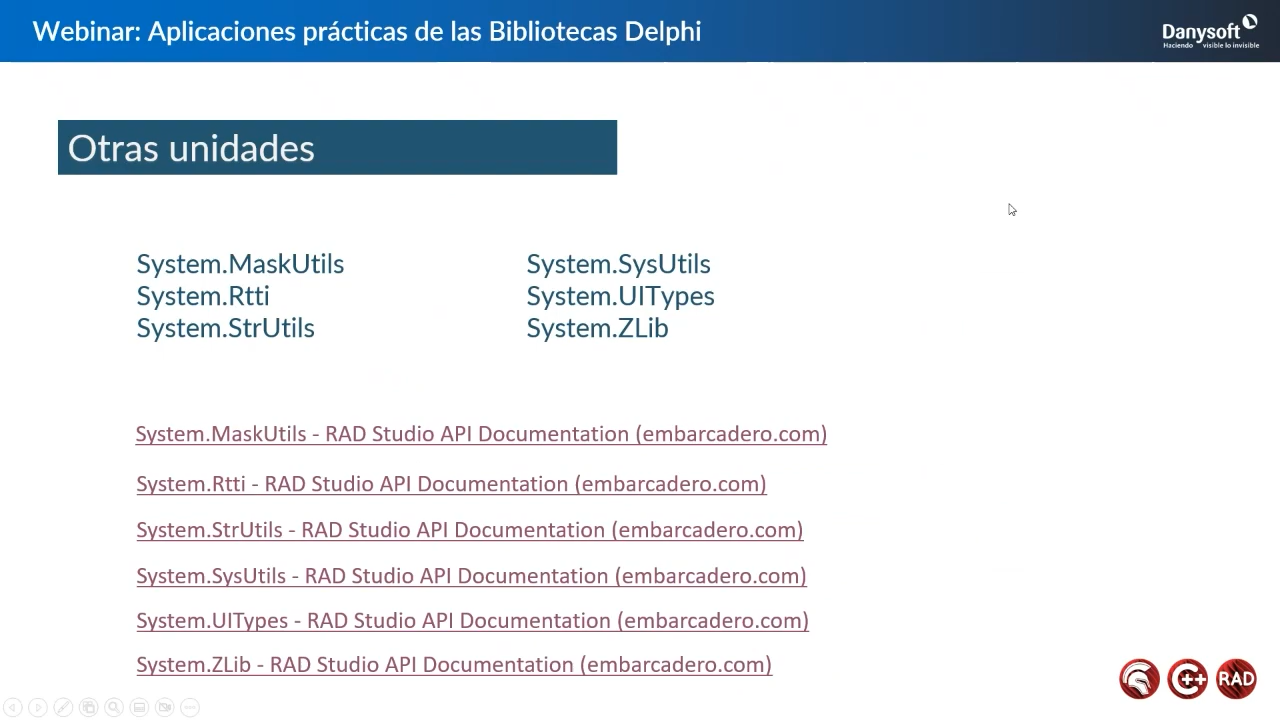 Webinar: Aplicaciones prácticas de las Bibliotecas Delphi
Danysoft
Haciendo visible lo invisible
Otras unidades
System.MaskUtils
System.Rtti
System.StrUtils
System.SysUtils
System.UITypes
System.ZLib
System.MaskUtils - RAD Studio API Documentation (embarcadero.com)
System.Rtti - RAD Studio API Documentation (embarcadero.com)
System.StrUtils - RAD Studio API Documentation (embarcadero.com)
System.SysUtils - RAD Studio API Documentation (embarcadero.com)
System.UITypes - RAD Studio API Documentation (embarcadero.com)
System.ZLib - RAD Studio API Documentation (embarcadero.com)
C++
RAD